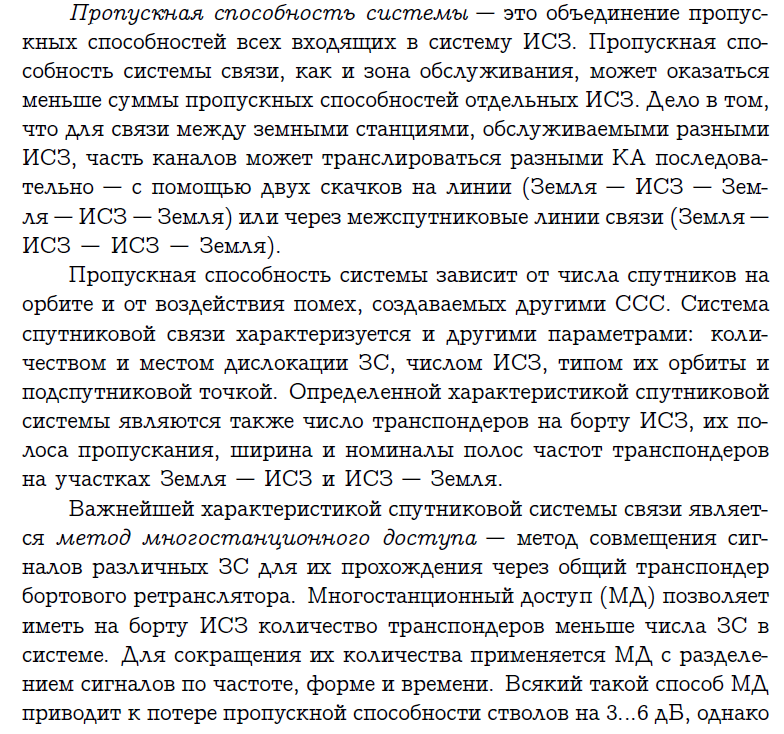 Пропускная способность системы — это объединение пропус-
кных способностей всех входящих в систему ИСЗ. Пропускная спо-
собность системы связи, как и зона обслуживания, может оказаться
меньше суммы пропускных способностей отдельных ИСЗ. Дело в том,
что для связи между земными станциями, обслуживаемыми разными
ИСЗ, часть каналов может транслироваться разными КА последова-
тельно — с помощью двух скачков на линии (Земля — ИСЗ — Зем-
ля — ИСЗ — Земля) или через межспутниковые линии связи (Земля —
ИСЗ — ИСЗ — Земля).
Пропускная способность системы зависит от числа спутников на
орбите и от воздействия помех, создаваемых другими ССС. Система
спутниковой связи характеризуется и другими параметрами: коли-
чеством и местом дислокации ЗС, числом ИСЗ, типом их орбиты и
подспутниковой точкой. Определенной характеристикой спутниковой
системы являются также число транспондеров на борту ИСЗ, их по-
лоса пропускания, ширина и номиналы полос частот транспондеров
на участках Земля — ИСЗ и ИСЗ — Земля.
Важнейшей характеристикой спутниковой системы связи являет-
ся метод многостанционного доступа — метод совмещения сиг-
налов различных ЗС для их прохождения через общий транспондер
бортового ретранслятора. Многостанционный доступ (МД) позволяет
иметь на борту ИСЗ количество транспондеров меньше числа ЗС в
системе. Для сокращения их количества применяется МД с разделе-
нием сигналов по частоте, форме и времени. Всякий такой способ МД
приводит к потере пропускной способности стволов на 3...6 дБ, однако